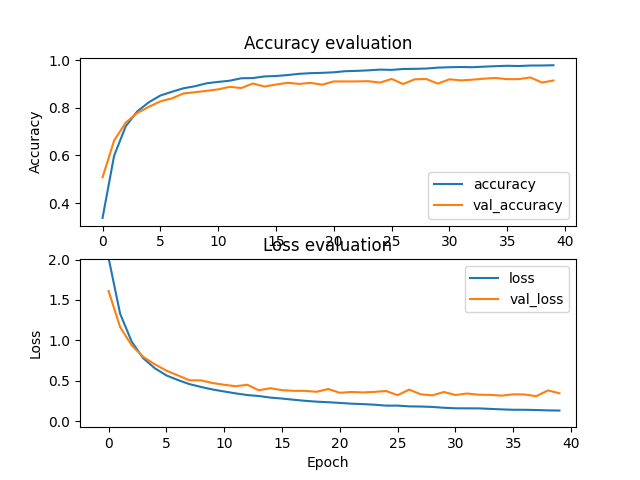 Accuracy evaluation
1.0
0.8
0.6
0.4
Accuracy
accuracy
val_accuracy
0 5 10 15 20 25 30 35 40
Loss evaluation
2.0
1.5
1.0
0.5
0.0
Loss
loss
val_loss
0 5 10 15 20 25 30 35 40
Epoch